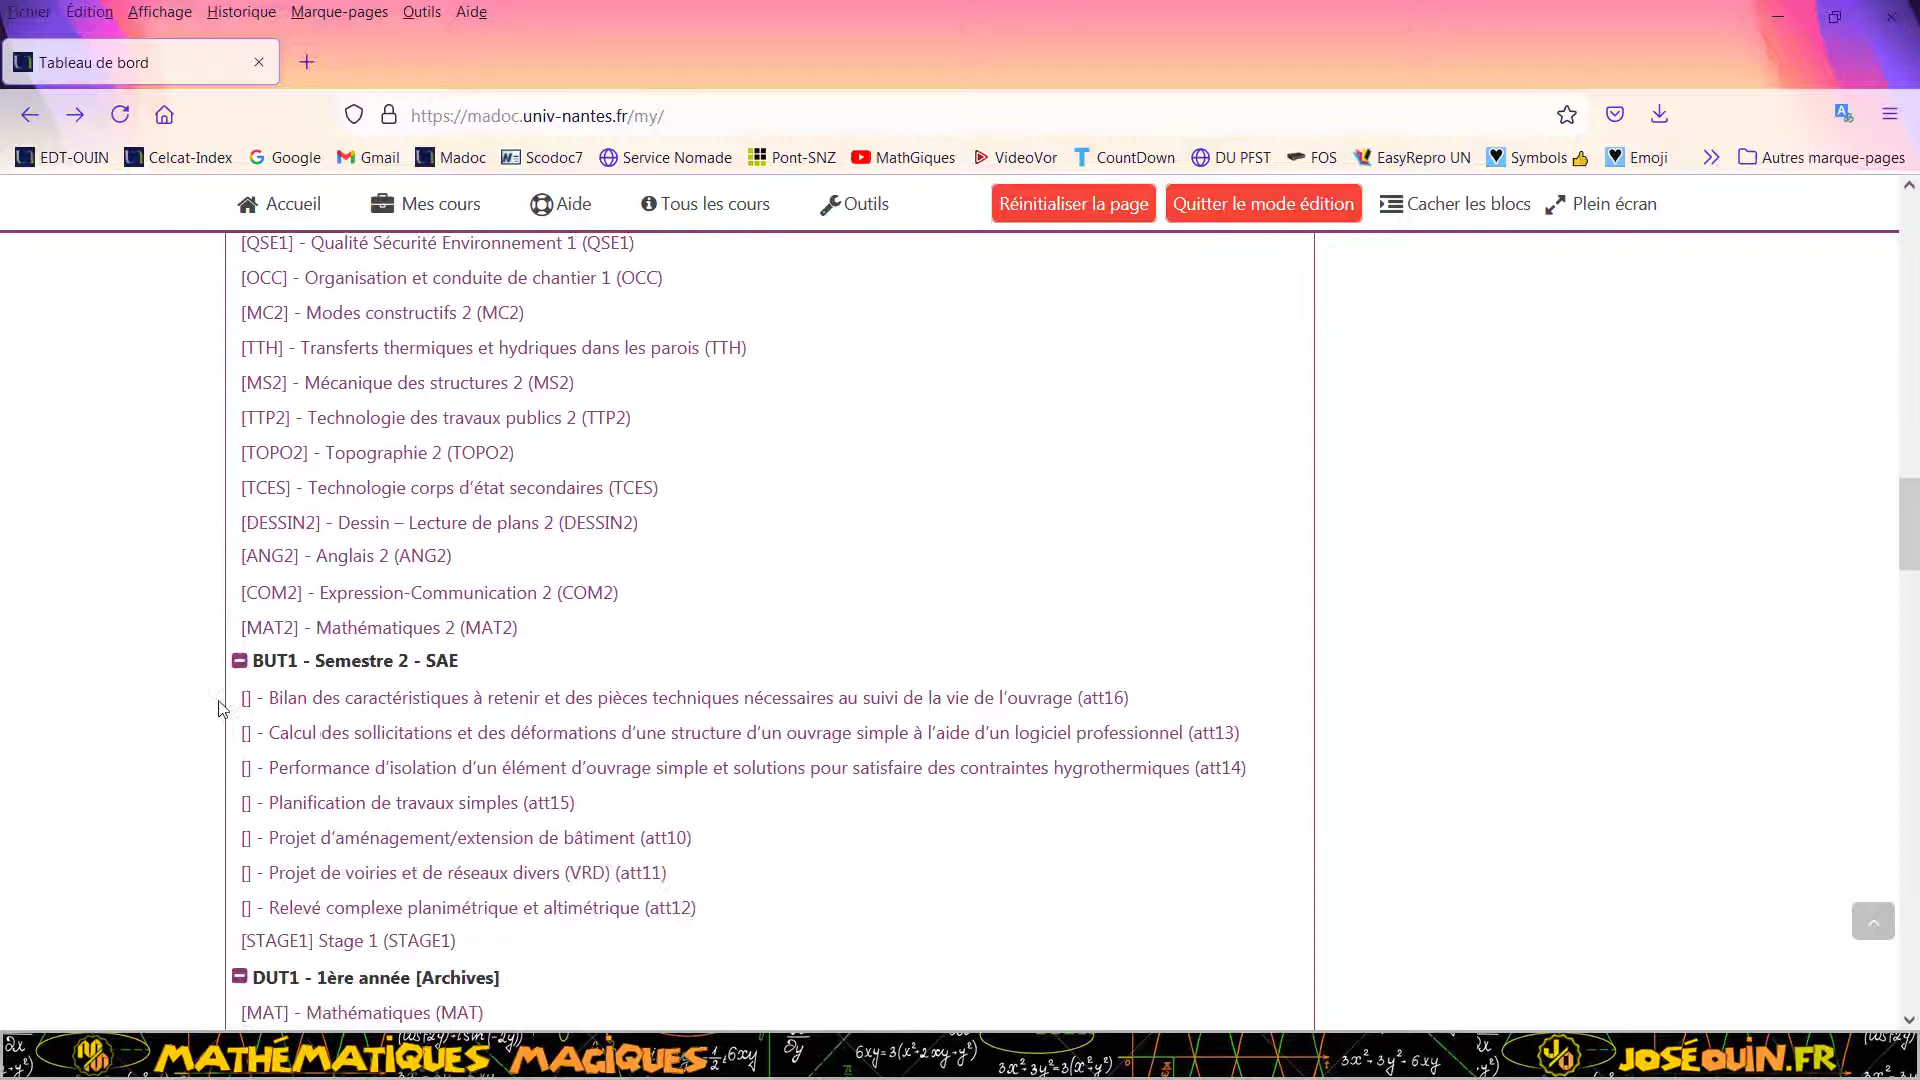 Fichier Édition Affichage Historique Marque-pages Outils Aide
Tableau de bord
https://madoc.univ-nantes.fr/my/
EDT-OUIN Celcat-Index Google Gmail Madoc Scodoc7 Service Nomade Pont-SNZ MathGiques VideoVor CountDown DU PFST FOS EasyRepro UN Symbols Emoji Autres marque-pages
Accueil Mes cours Aide Tous les cours Outils Réinitialiser la page Quitter le mode édition Cacher les blocs Plein écran
[QSE1] - Qualité Sécurité Environnement 1 (QSE1)
[OCC] - Organisation et conduite de chantier 1 (OCC)
[MC2] - Modes constructifs 2 (MC2)
[TTH] - Transferts thermiques et hydriques dans les parois (TTH)
[MS2] - Mécanique des structures 2 (MS2)
[TTP2] - Technologie des travaux publics 2 (TTP2)
[TOPO2] - Topographie 2 (TOPO2)
[TCES] - Technologie corps d'état secondaires (TCES)
[DESSIN2] - Dessin – Lecture de plans 2 (DESSIN2)
[ANG2] - Anglais 2 (ANG2)
[COM2] - Expression-Communication 2 (COM2)
[MAT2] - Mathématiques 2 (MAT2)
BUT1 - Semestre 2 - SAE
[] - Bilan des caractéristiques à retenir et des pièces techniques nécessaires au suivi de la vie de l'ouvrage (att16)
[] - Calcul des sollicitations et des déformations d'une structure d'un ouvrage simple à l'aide d'un logiciel professionnel (att13)
[] - Performance d'isolation d'un élément d'ouvrage simple et solutions pour satisfaire des contraintes hygrothermiques (att14)
[] - Planification de travaux simples (att15)
[] - Projet d'aménagement/extension de bâtiment (att10)
[] - Projet de voiries et de réseaux divers (VRD) (att11)
[] - Relevé complexe planimétrique et altimétrique (att12)
[STAGE1] Stage 1 (STAGE1)
DUT1 - 1ère année [Archives]
[MAT] - Mathématiques (MAT)
MATHÉMATIQUES MAGIQUES JOSÉOUIN.FR